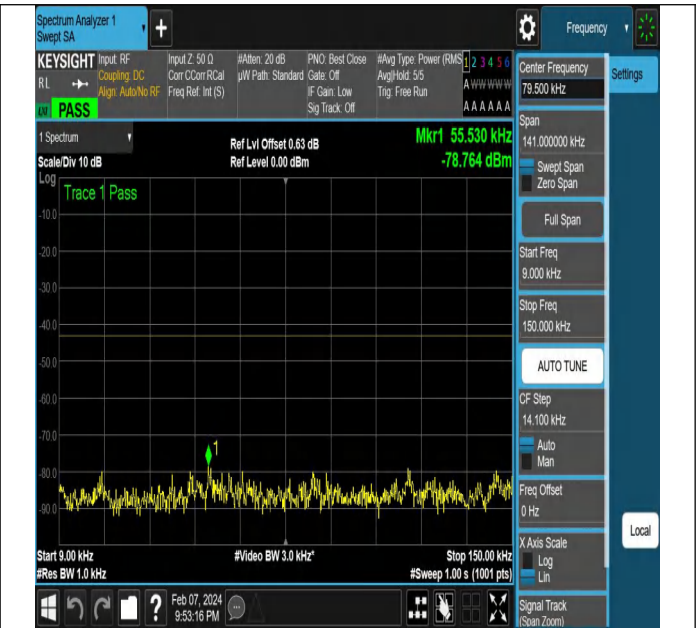 Spectrum Analyzer 1
Swept SA
+
Frequency
KEYSIGHT
RL
PASS
Input: RF
Coupling: DC
Align: Auto/No RF
Input Z: 50 Ω
Corr CCorr RCal
Freq Ref: Int (S)
#Atten: 20 dB
µW Path: Standard
PNO: Best Close
Gate: Off
IF Gain: Low
Sig Track: Off
#Avg Type: Power (RMS
Avg|Hold: 5/5
Trig: Free Run
1 2 3 4 5 6
A W W W W W
A A A A A A
1 Spectrum
Scale/Div 10 dB
Ref Lvl Offset 0.63 dB
Ref Level 0.00 dBm
Mkr1 55.530 kHz
-78.764 dBm
Log
Trace 1 Pass
-10.0
-20.0
-30.0
-40.0
-50.0
-60.0
-70.0
-80.0
-90.0
1
Start 9.00 kHz
#Res BW 1.0 kHz
#Video BW 3.0 kHz*
Stop 150.00 kHz
#Sweep 1.00 s (1001 pts)
Feb 07, 2024
9:53:16 PM
Center Frequency
79.500 kHz
Span
141.000000 kHz
Swept Span
Zero Span
Full Span
Start Freq
9.000 kHz
Stop Freq
150.000 kHz
AUTO TUNE
CF Step
14.100 kHz
Auto
Man
Freq Offset
0 Hz
X Axis Scale
Log
Lin
Signal Track
(Span Zoom)
Settings
Local